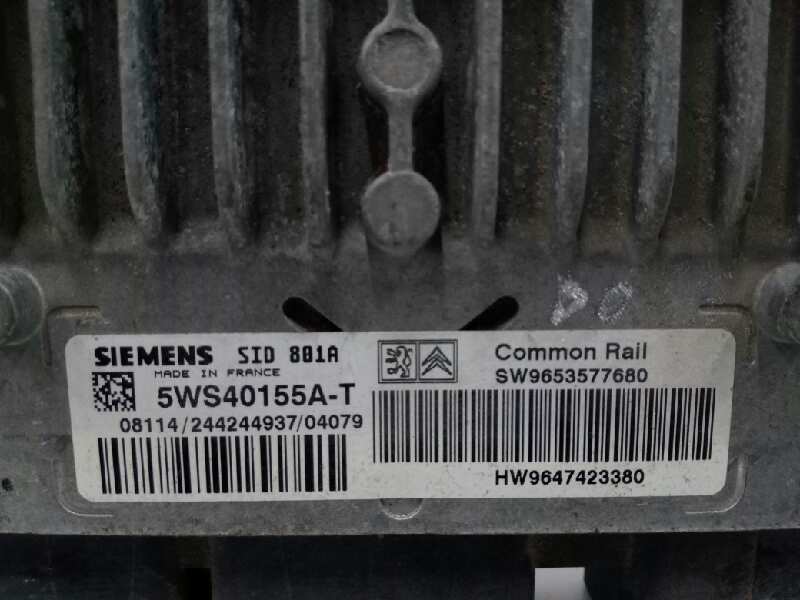 SIEMENS SID 801A
MADE IN FRANCE
5WS40155A-T
08114/244244937/04079
Common Rail
SW9653577680
HW9647423380